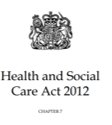 Health and Social
Care Act 2012
CHAPTER 7